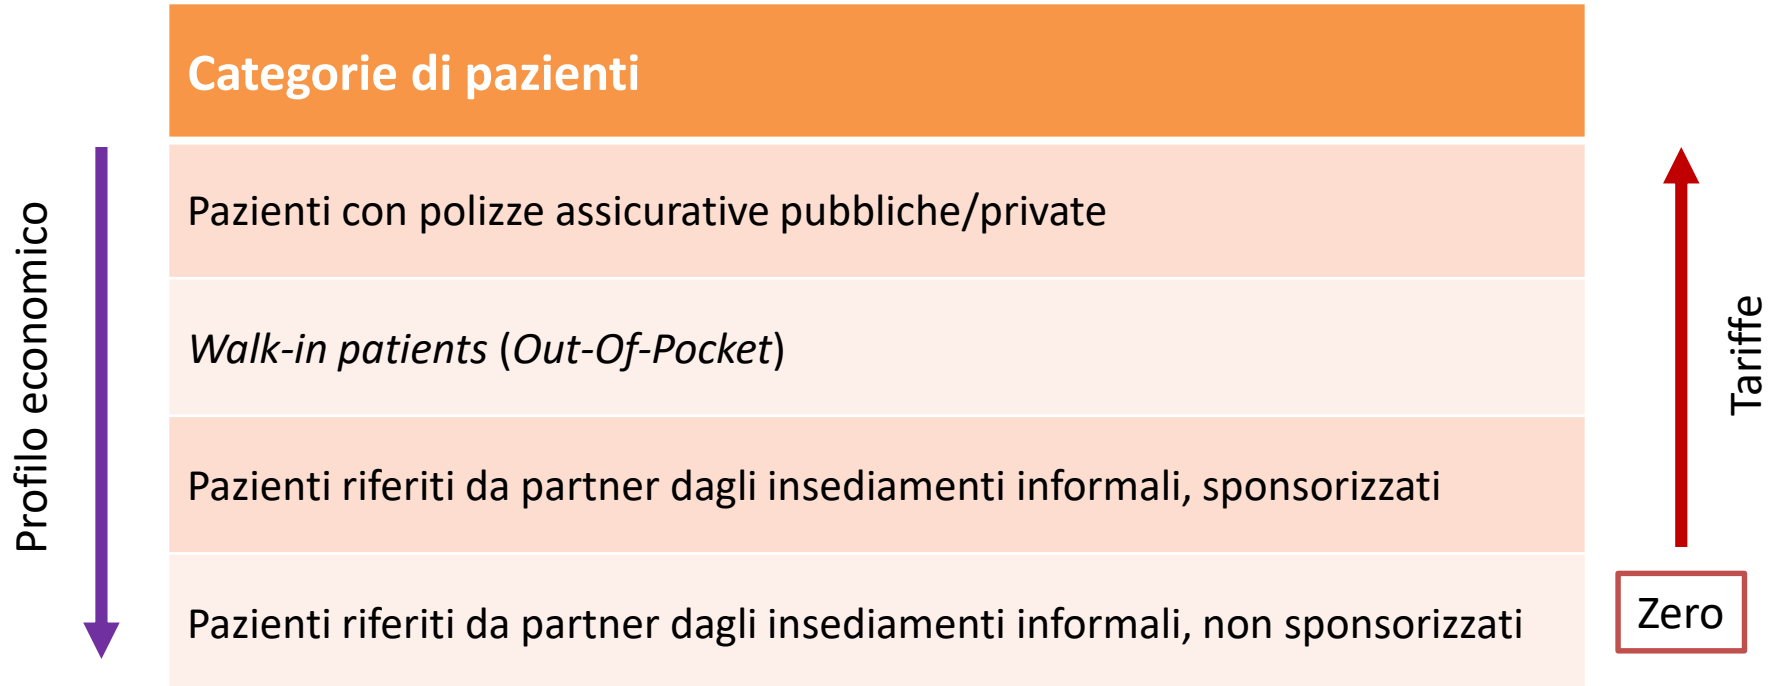 Categorie di pazienti
Profilo economico
Pazienti con polizze assicurative pubbliche/private
Walk-in patients (Out-Of-Pocket)
Pazienti riferiti da partner dagli insediamenti informali, sponsorizzati
Pazienti riferiti da partner dagli insediamenti informali, non sponsorizzati
Tariffe
Zero